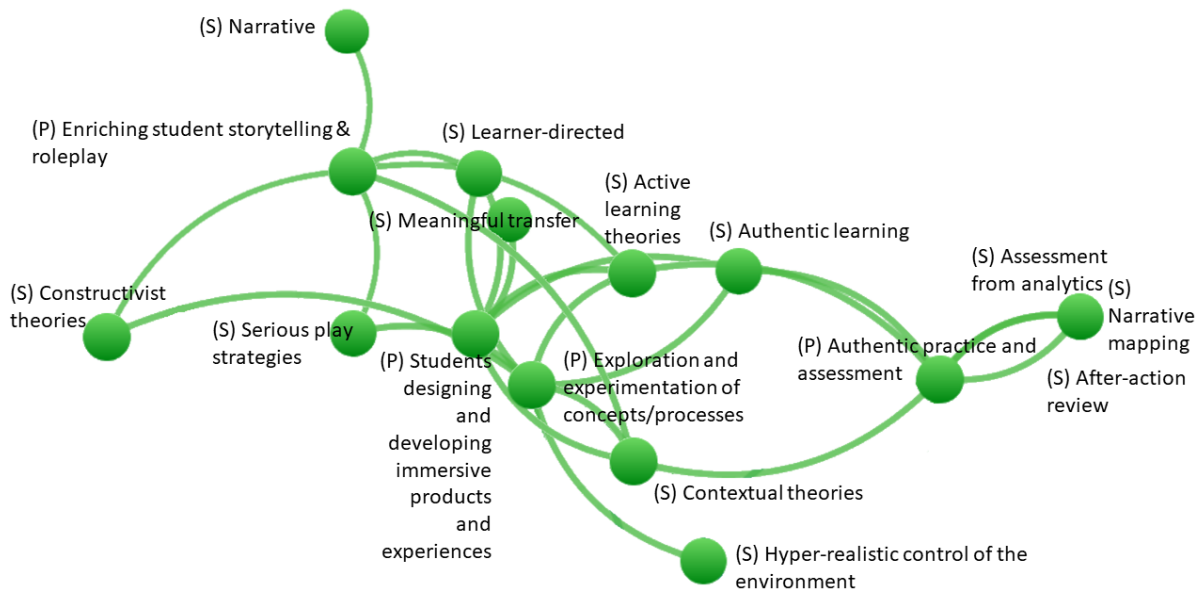 (S) Narrative
(P) Enriching student storytelling &
roleplay
(S) Learner-directed
(S) Meaningful transfer
(S) Active
learning
theories
(S) Authentic learning
(S) Assessment
from analytics
(S)
Narrative
mapping
(S) Constructivist
theories
(S) Serious play
strategies
(P) Students
designing
and
developing
immersive
products
and
experiences
(P) Exploration and
experimentation of
concepts/processes
(P) Authentic practice and
assessment
(S) After-action
review
(S) Contextual theories
(S) Hyper-realistic control of the
environment